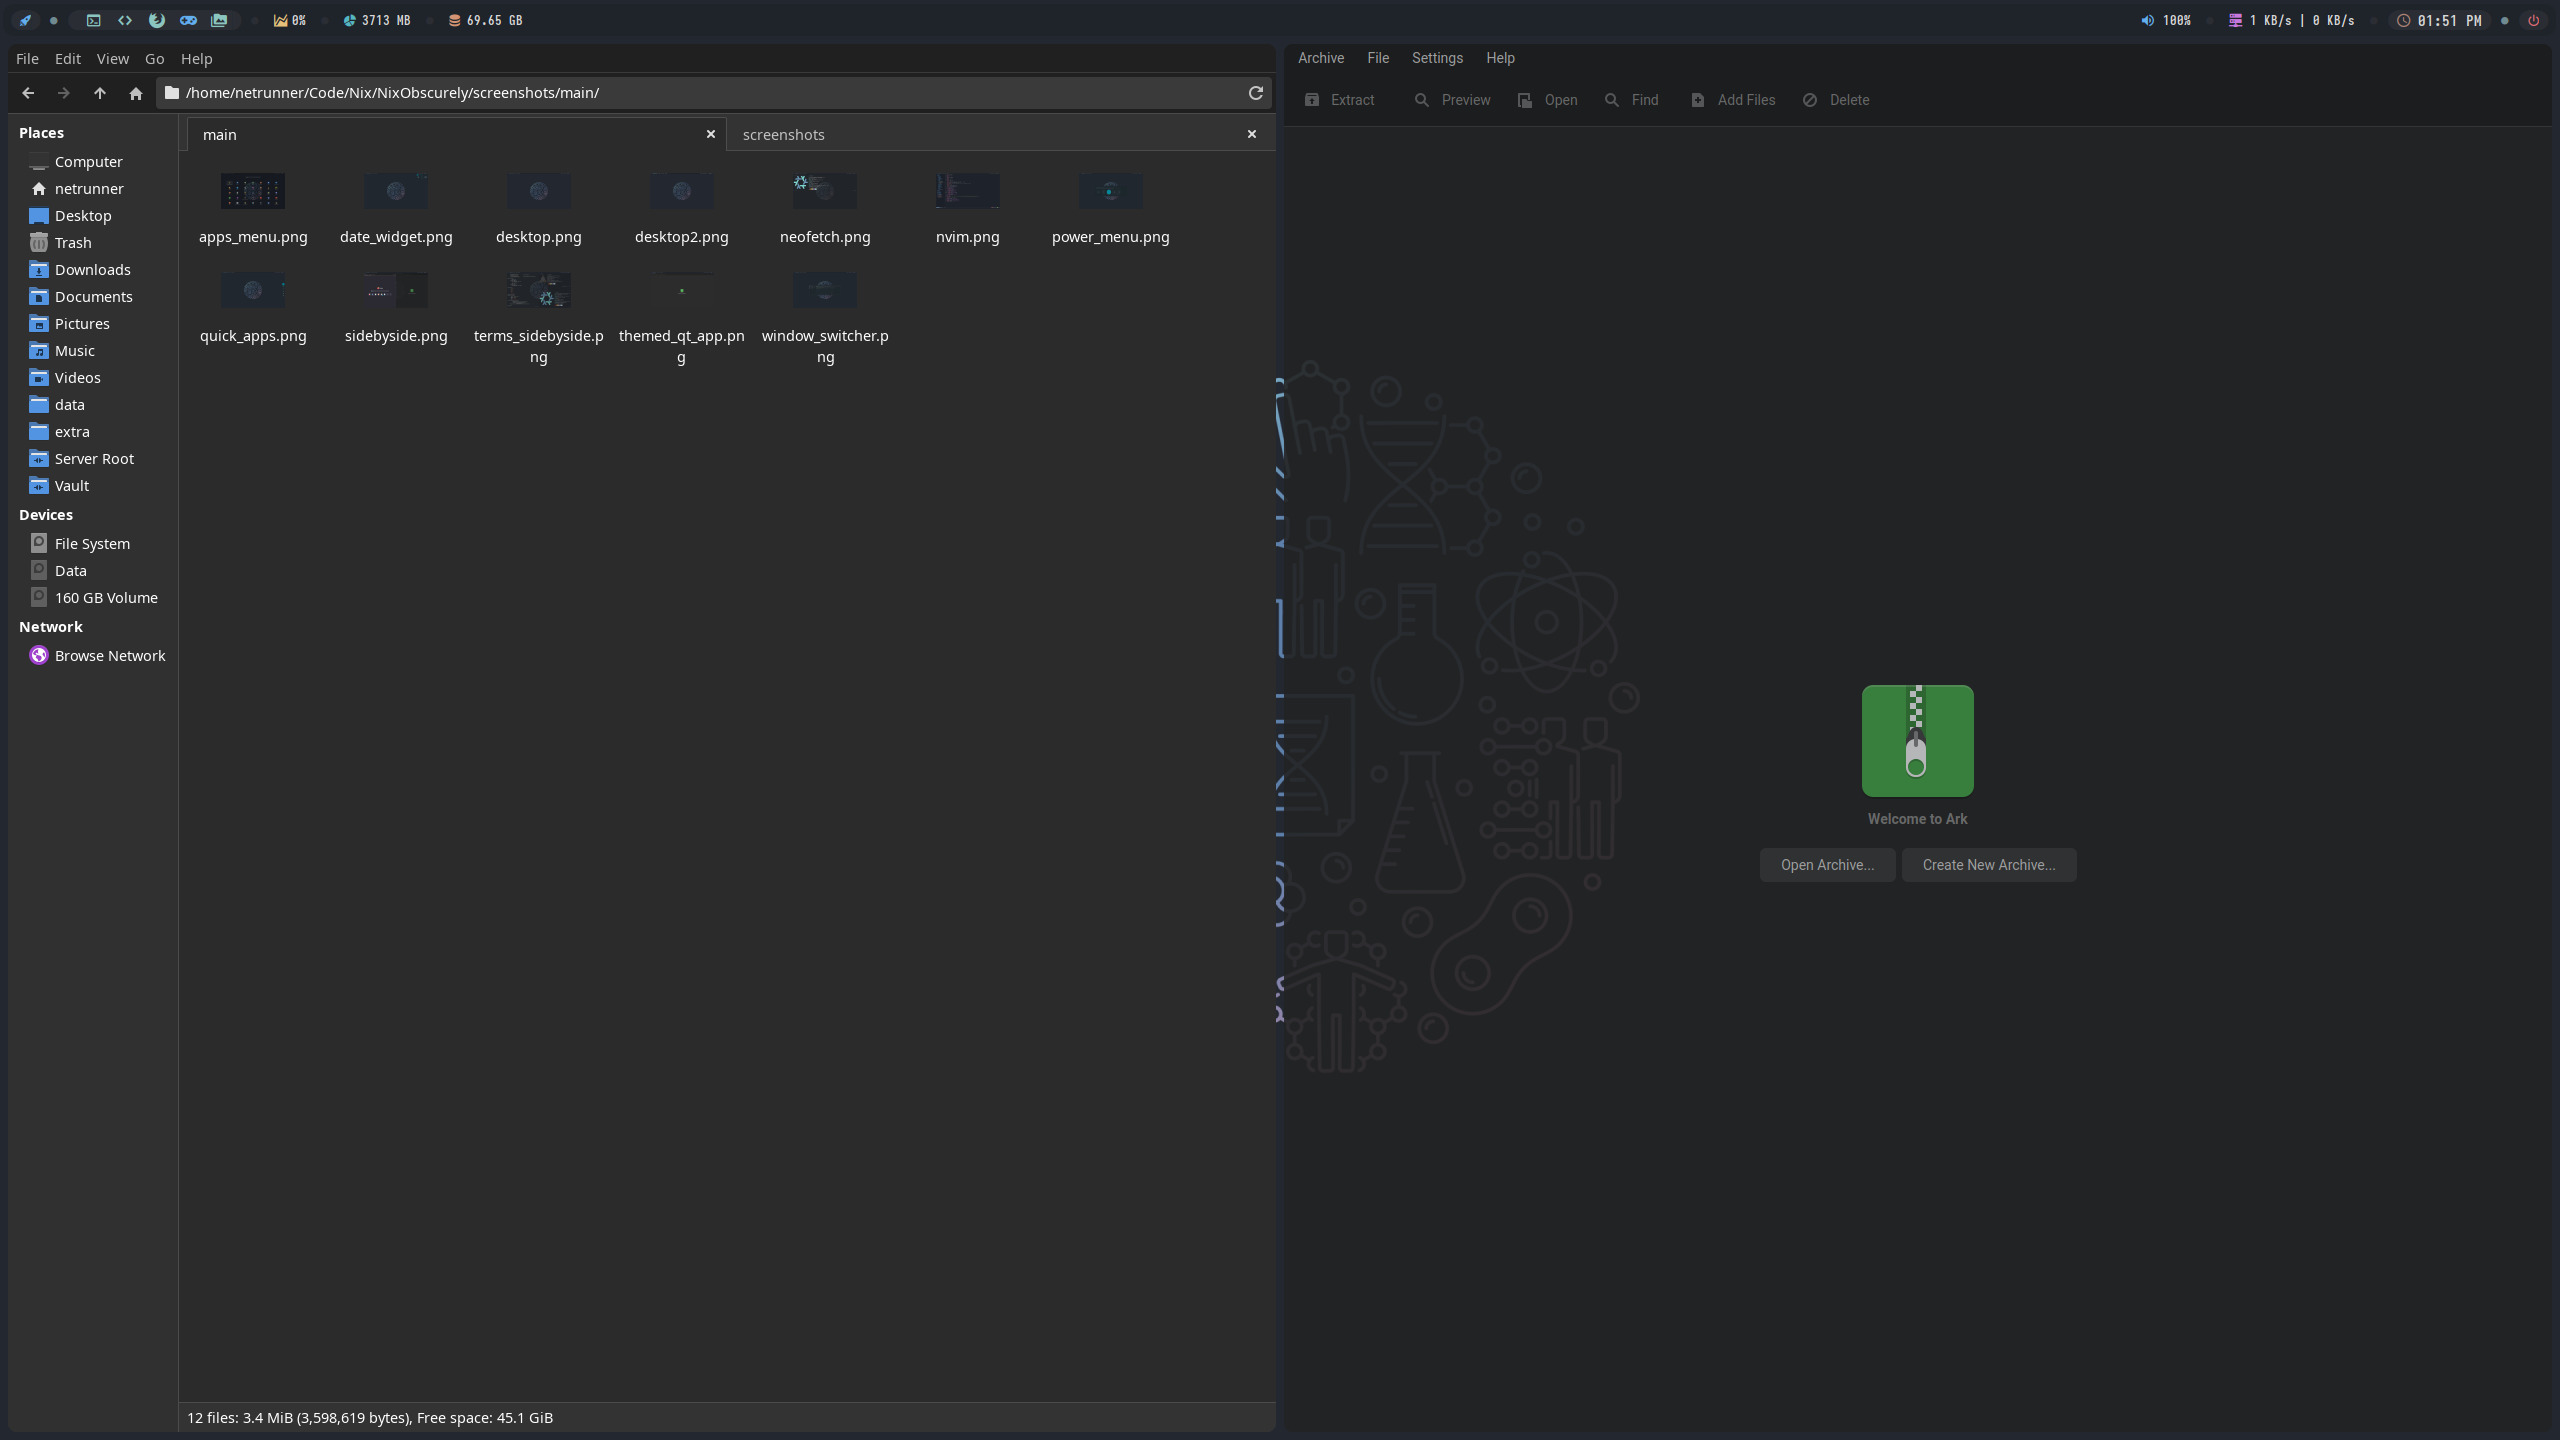 0% 3713 MB 69.65 GB 100% 1 KB/s | 0 KB/s 01:51 PM
File Edit View Go Help
/home/netrunner/Code/Nix/NixObscurely/screenshots/main/
Places
Computer
netrunner
Desktop
Trash
Downloads
Documents
Pictures
Music
Videos
data
extra
Server Root
Vault
Devices
File System
Data
160 GB Volume
Network
Browse Network
main screenshots
apps_menu.png date_widget.png desktop.png desktop2.png neofetch.png nvim.png power_menu.png
quick_apps.png sidebyside.png terms_sidebyside.p themed_qt_app.pn window_switcher.p
ng g ng
12 files: 3.4 MiB (3,598,619 bytes), Free space: 45.1 GiB
Archive File Settings Help
Extract Preview Open Find Add Files Delete
Welcome to Ark
Open Archive... Create New Archive...